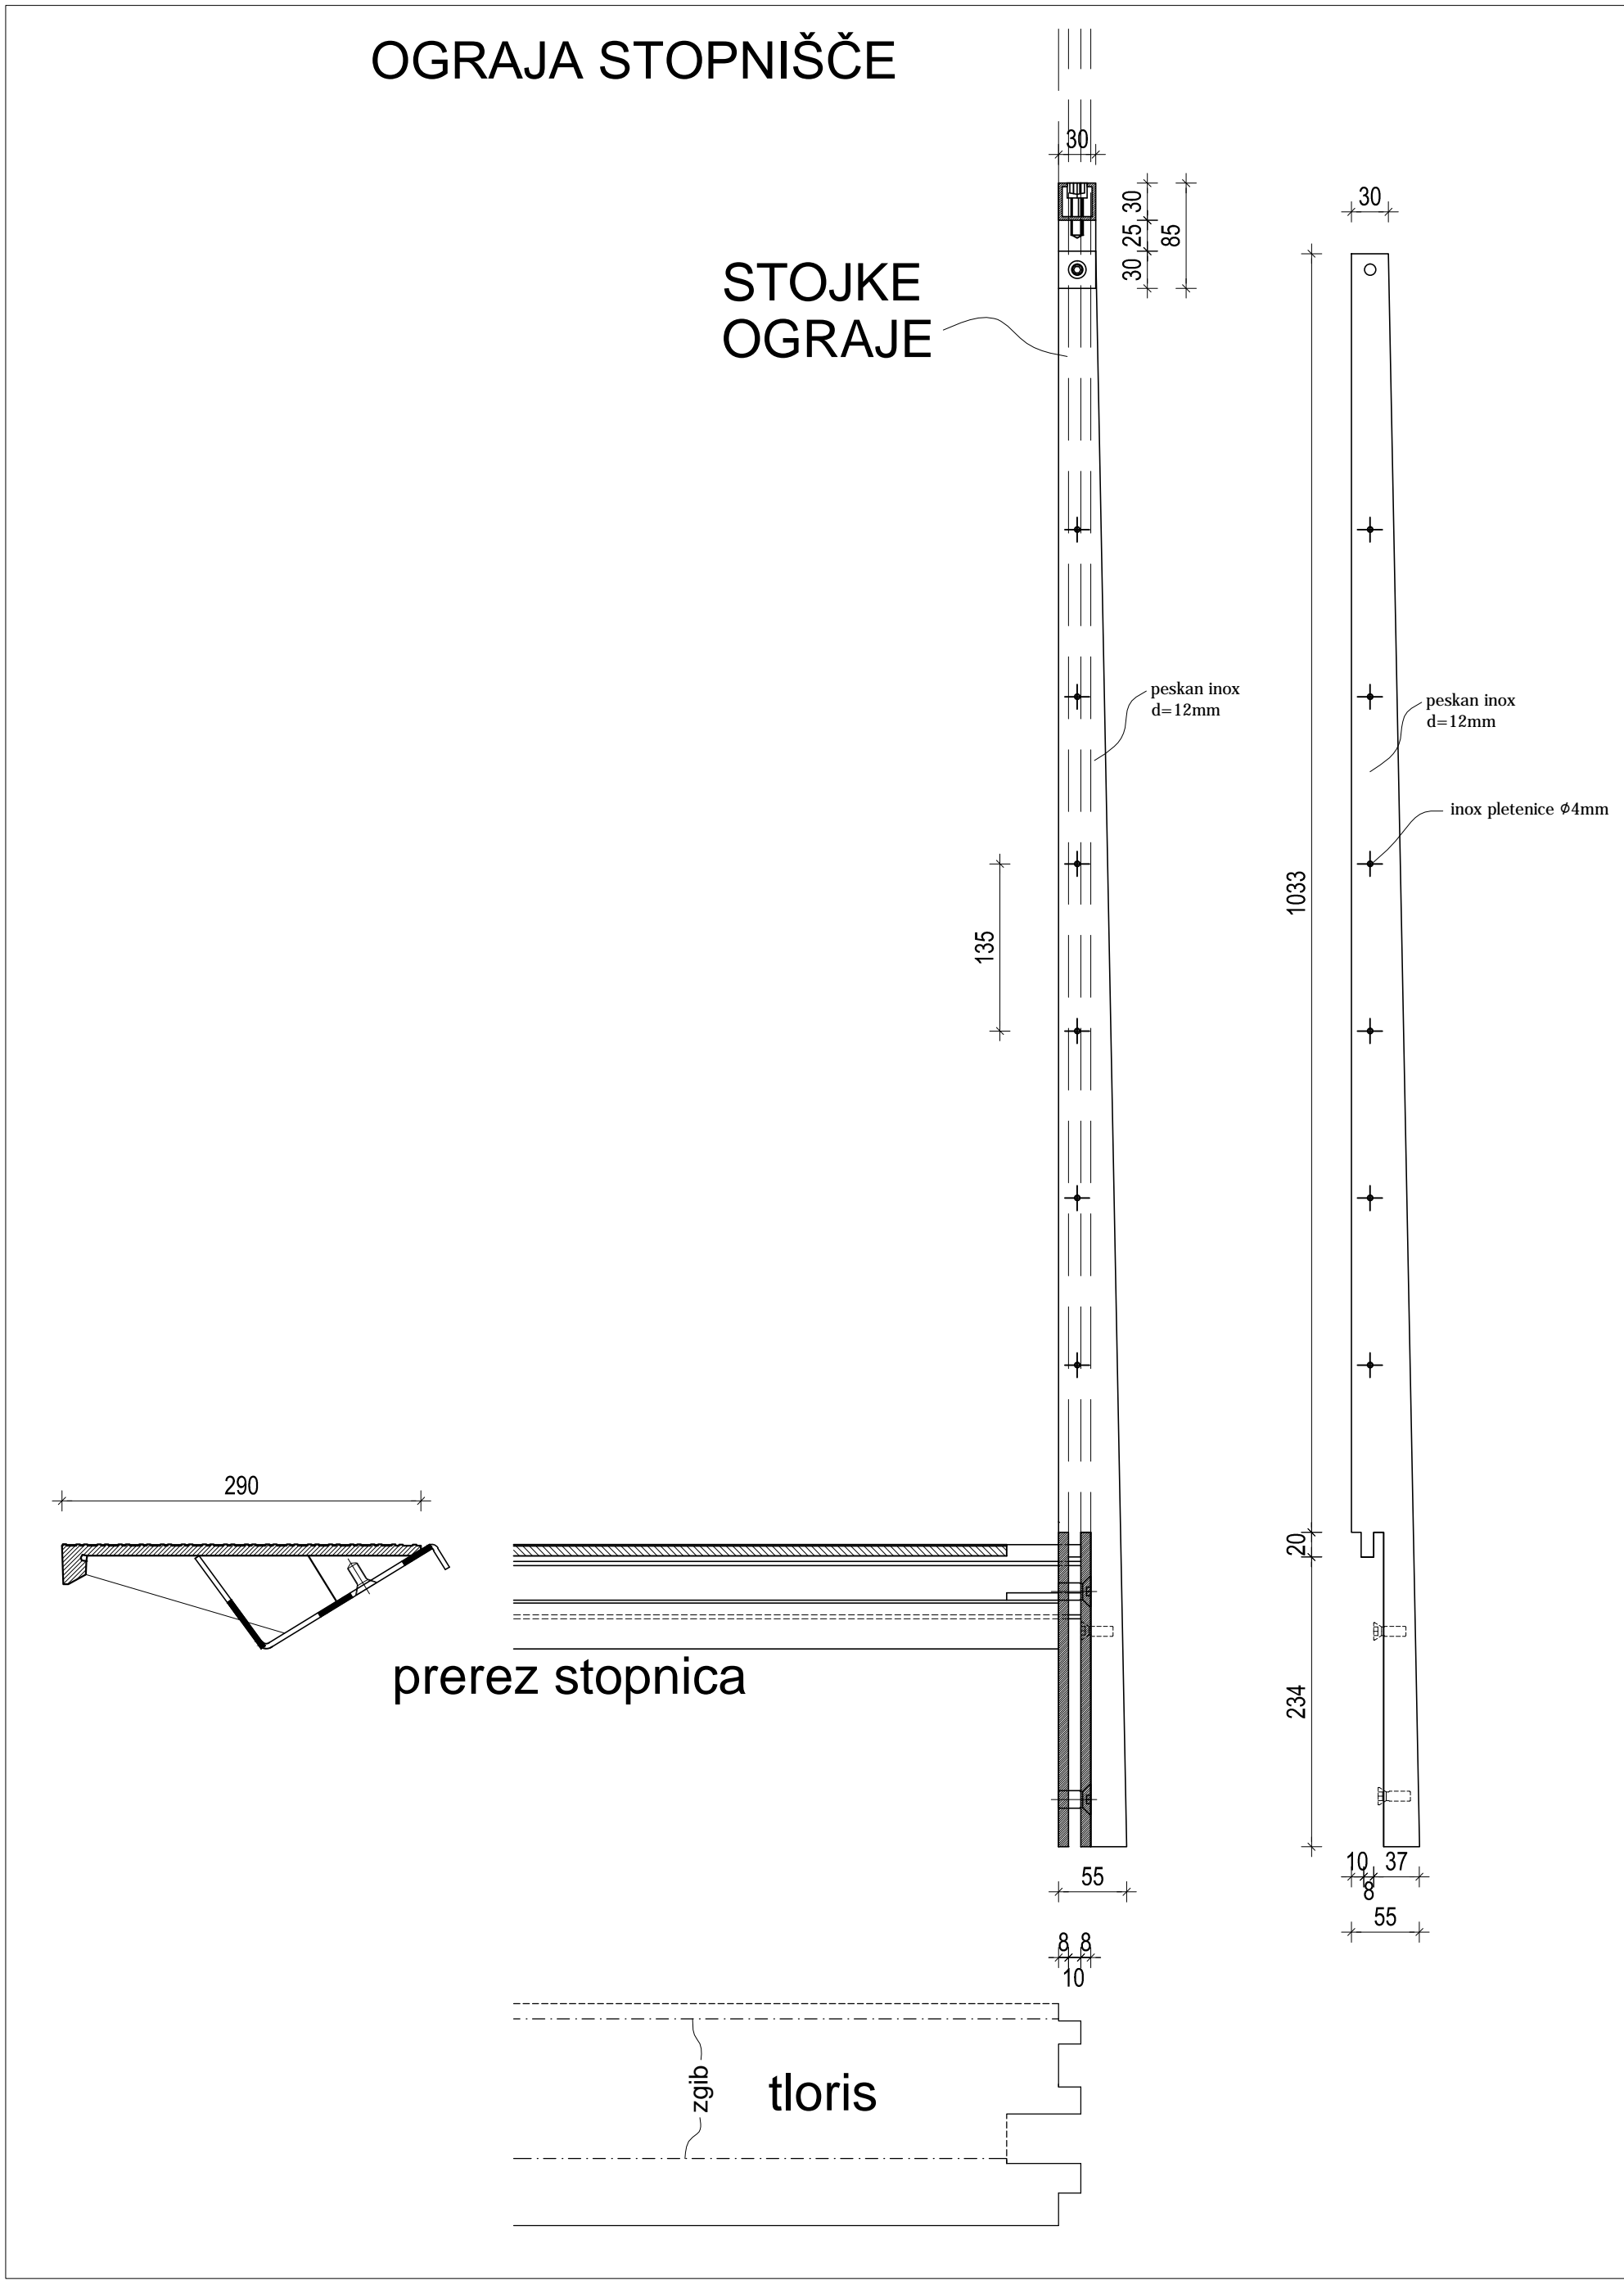 OGRAJA STOPNIŠČE
30
30
25
30
85
30
STOJKE
OGRAJE
peskan inox
d=12mm
peskan inox
d=12mm
inox pletenice ϕ4mm
1033
135
290
20
prerez stopnica
234
55
10
37
8
55
8
8
10
zgib
tloris